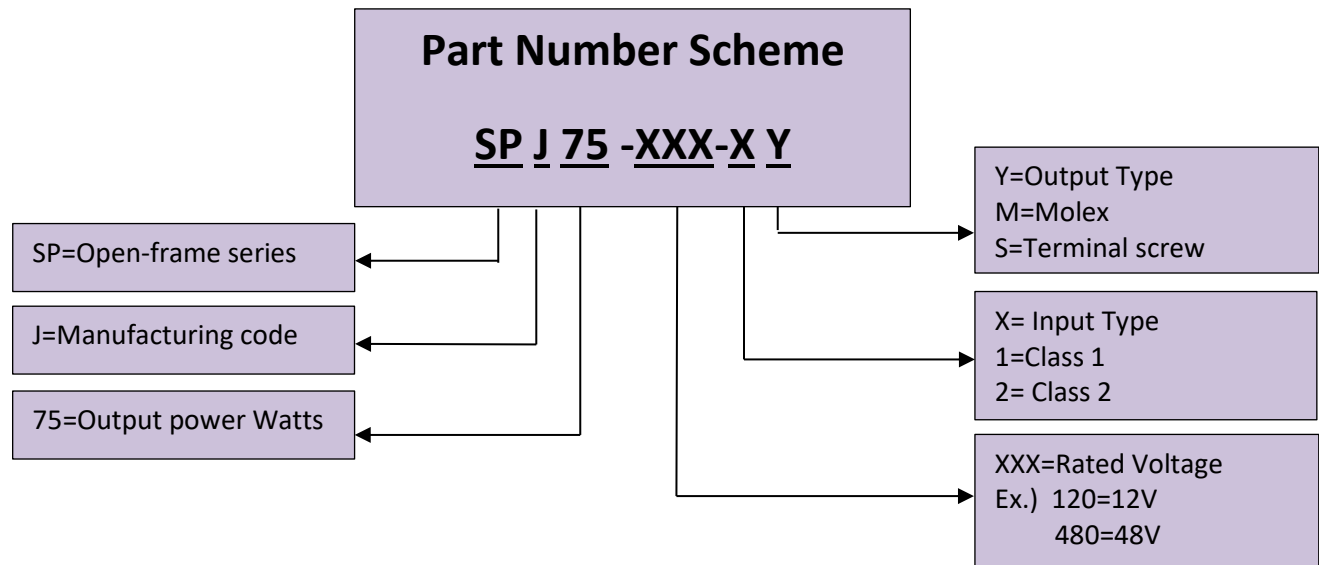 Part Number Scheme
SP J 75 -XXX-X Y
SP=Open-frame series
J=Manufacturing code
75=Output power Watts
Y=Output Type
M=Molex
S=Terminal screw
X= Input Type
1=Class 1
2= Class 2
XXX=Rated Voltage
Ex.) 120=12V
480=48V